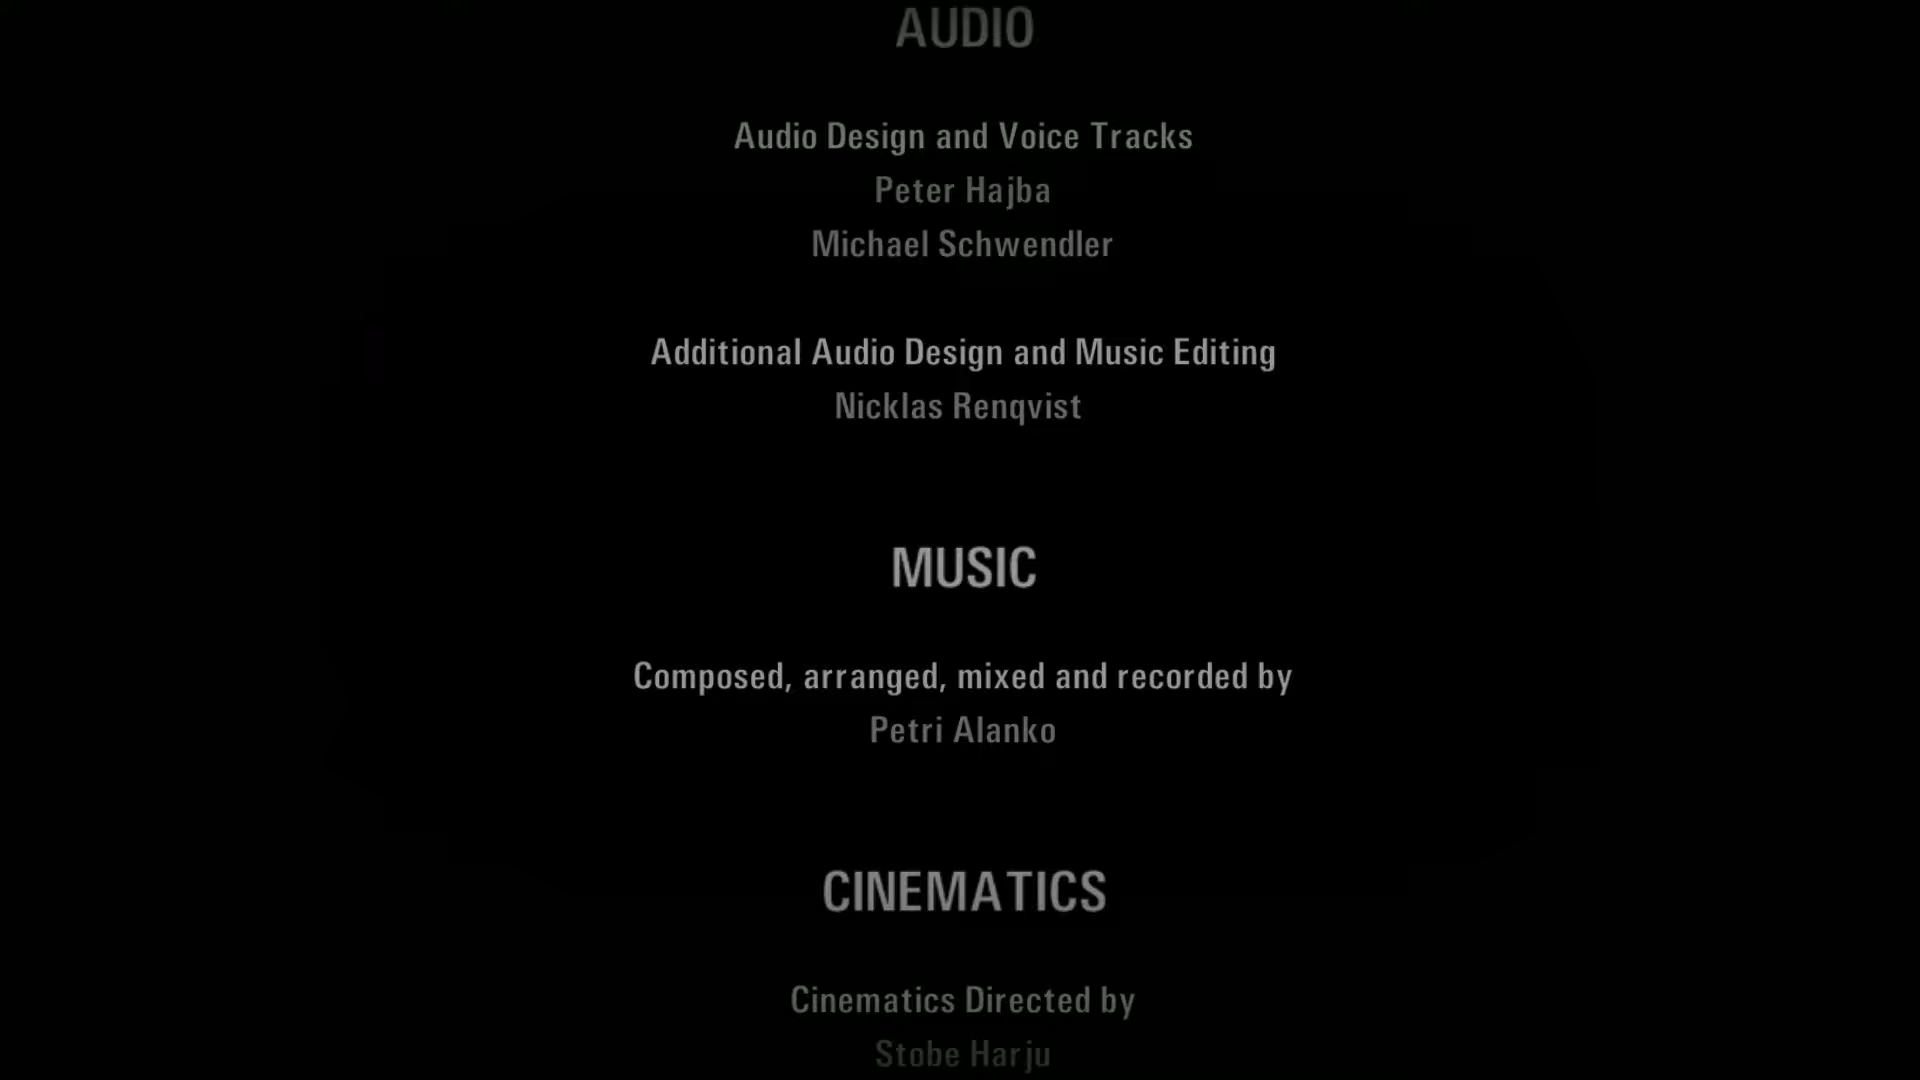 AUDIO
Audio Design and Voice Tracks
Peter Hajba
Michael Schwendler
Additional Audio Design and Music Editing
Nicklas Renqvist
MUSIC
Composed, arranged, mixed and recorded by
Petri Alanko
CINEMATICS
Cinematics Directed by
Stobe Harju